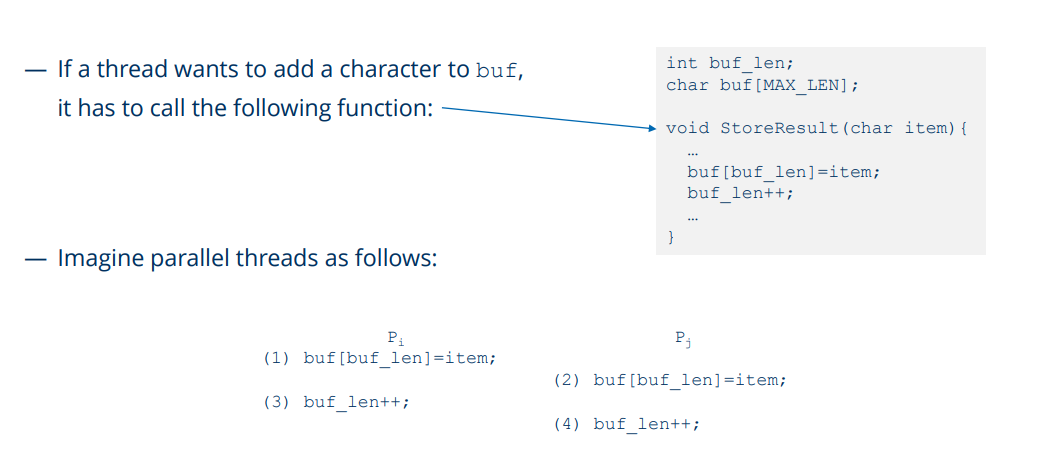 — If a thread wants to add a character to buf,
it has to call the following function:
int buf_len;
char buf[MAX_LEN];
void StoreResult(char item){
…
buf[buf_len]=item;
buf_len++;
…
}
— Imagine parallel threads as follows:
Pi Pj
(1) buf[buf_len]=item;
(2) buf[buf_len]=item;
(3) buf_len++;
(4) buf_len++;